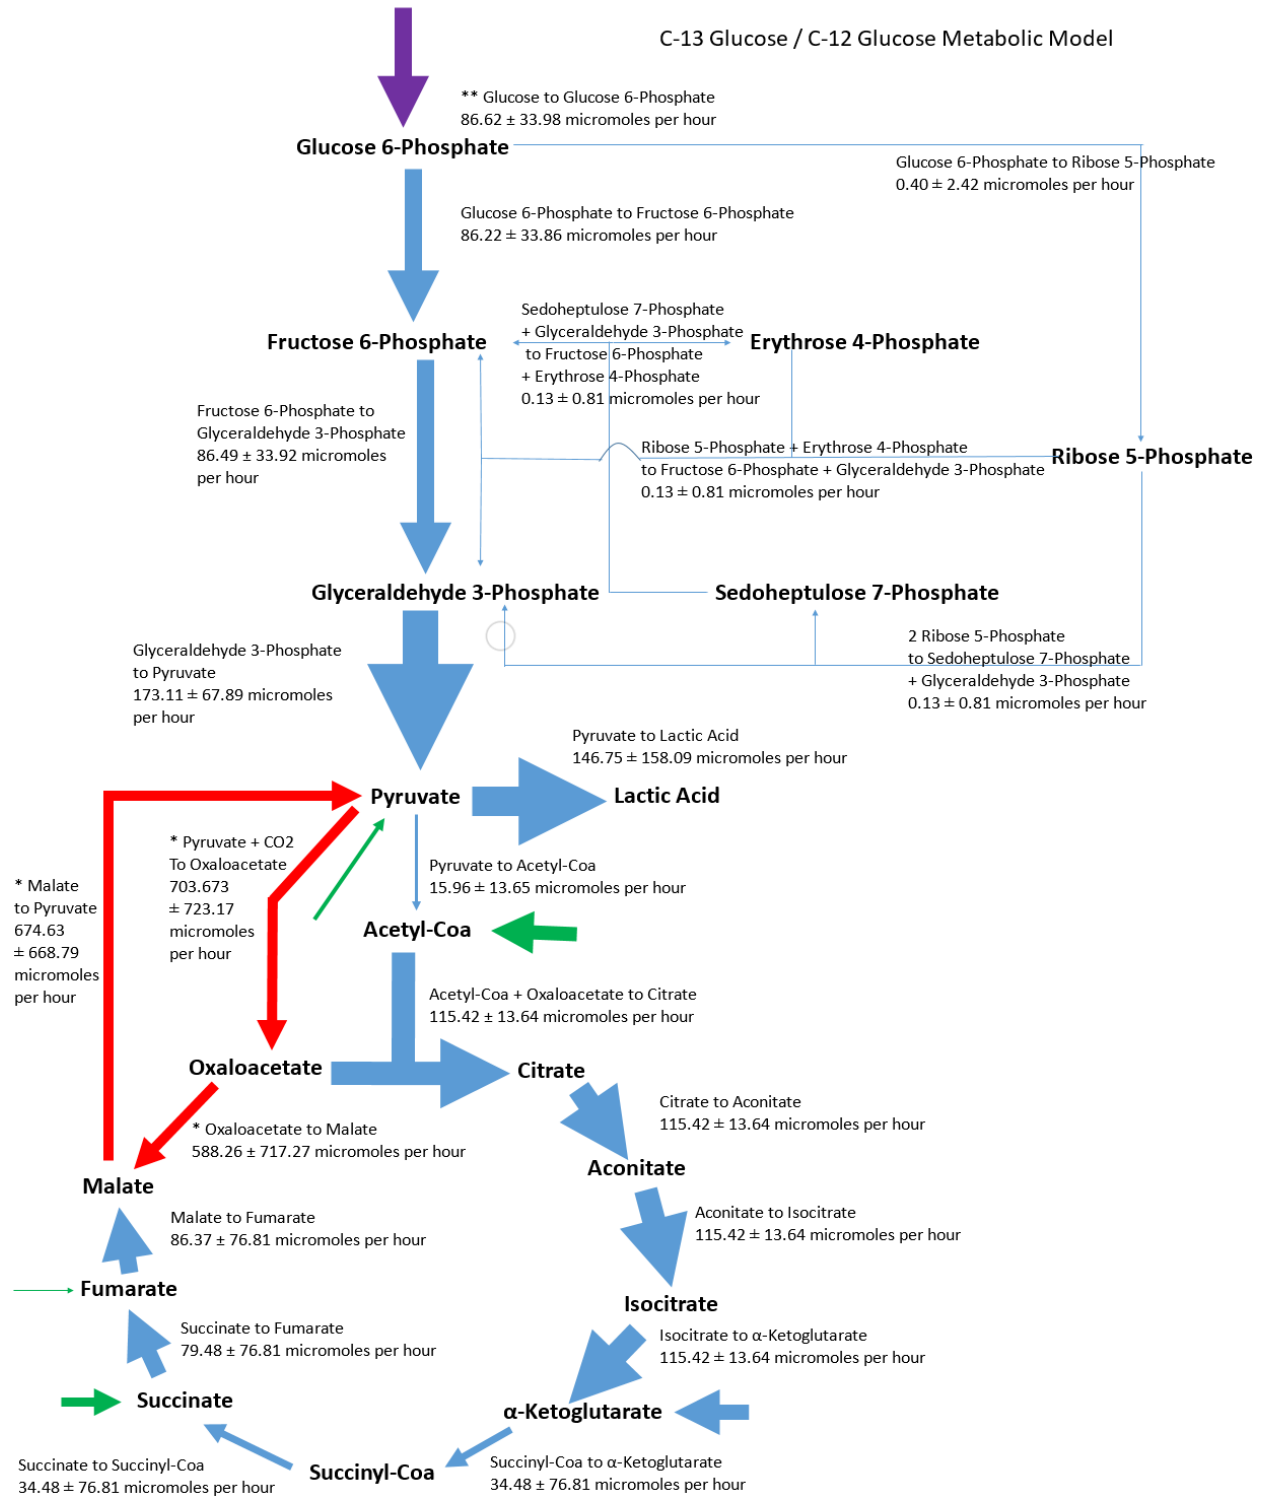 C-13 Glucose / C-12 Glucose Metabolic Model
** Glucose to Glucose 6-Phosphate
86.62 ± 33.98 micromoles per hour
Glucose 6-Phosphate
Glucose 6-Phosphate to Ribose 5-Phosphate
0.40 ± 2.42 micromoles per hour
Glucose 6-Phosphate to Fructose 6-Phosphate
86.22 ± 33.86 micromoles per hour
Sedoheptulose 7-Phosphate
+ Glyceraldehyde 3-Phosphate
to Fructose 6-Phosphate
+ Erythrose 4-Phosphate
0.13 ± 0.81 micromoles per hour
Fructose 6-Phosphate
Erythrose 4-Phosphate
Fructose 6-Phosphate to
Glyceraldehyde 3-Phosphate
86.49 ± 33.92 micromoles
per hour
Ribose 5-Phosphate + Erythrose 4-Phosphate
to Fructose 6-Phosphate + Glyceraldehyde 3-Phosphate
0.13 ± 0.81 micromoles per hour
Ribose 5-Phosphate
Glyceraldehyde 3-Phosphate
Sedoheptulose 7-Phosphate
Glyceraldehyde 3-Phosphate
to Pyruvate
173.11 ± 67.89 micromoles
per hour
2 Ribose 5-Phosphate
to Sedoheptulose 7-Phosphate
+ Glyceraldehyde 3-Phosphate
0.13 ± 0.81 micromoles per hour
Pyruvate to Lactic Acid
146.75 ± 158.09 micromoles per hour
Pyruvate
Lactic Acid
* Pyruvate + CO2
To Oxaloacetate
703.673
± 723.17
micromoles
per hour
* Malate
to Pyruvate
674.63
± 668.79
micromoles
per hour
Pyruvate to Acetyl-Coa
15.96 ± 13.65 micromoles per hour
Acetyl-Coa
Acetyl-Coa + Oxaloacetate to Citrate
115.42 ± 13.64 micromoles per hour
Oxaloacetate
Citrate
Citrate to Aconitate
115.42 ± 13.64 micromoles per hour
* Oxaloacetate to Malate
588.26 ± 717.27 micromoles per hour
Aconitate
Malate
Malate to Fumarate
86.37 ± 76.81 micromoles per hour
Aconitate to Isocitrate
115.42 ± 13.64 micromoles per hour
Fumarate
Isocitrate
Succinate to Fumarate
79.48 ± 76.81 micromoles per hour
Isocitrate to α-Ketoglutarate
115.42 ± 13.64 micromoles per hour
Succinate
α-Ketoglutarate
Succinate to Succinyl-Coa
34.48 ± 76.81 micromoles per hour
Succinyl-Coa
Succinyl-Coa to α-Ketoglutarate
34.48 ± 76.81 micromoles per hour